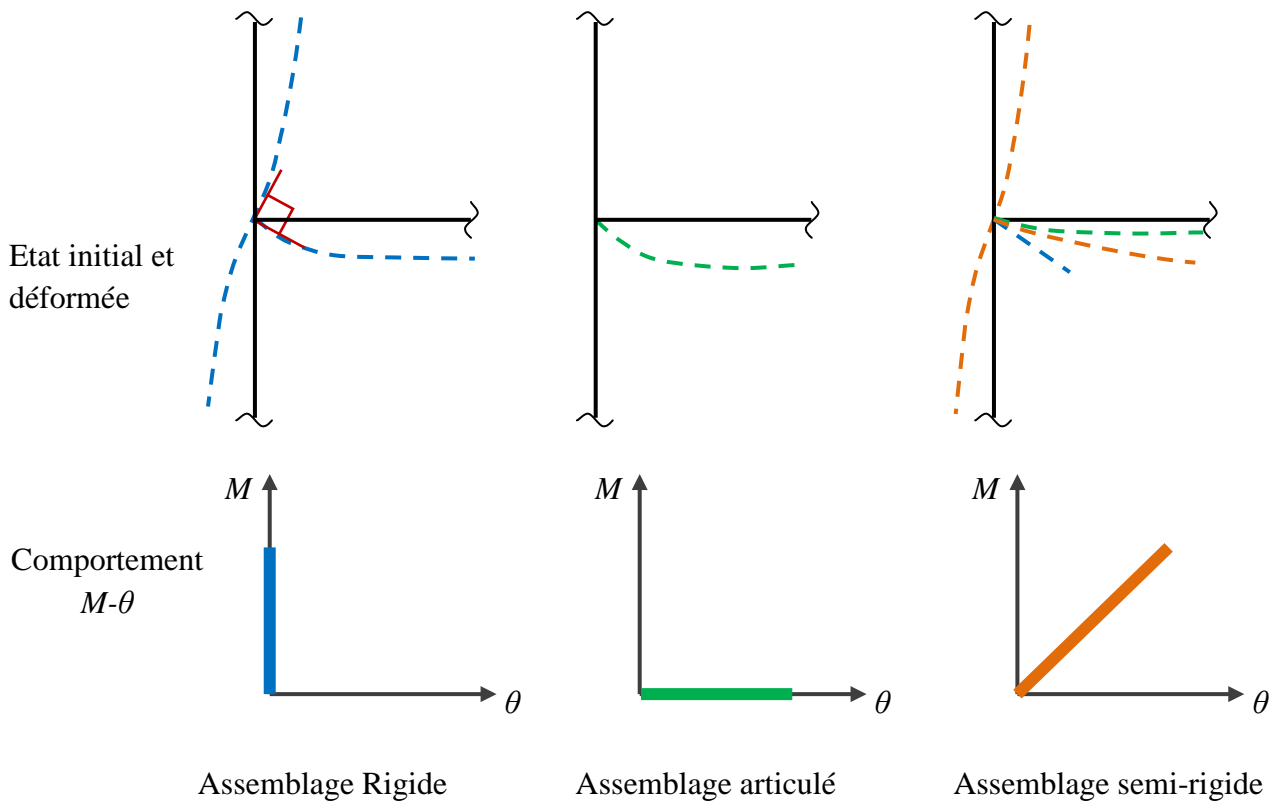 Etat initial et
déformée
M
M
M
Comportement
M-θ
θ
θ
θ
Assemblage Rigide
Assemblage articulé
Assemblage semi-rigide